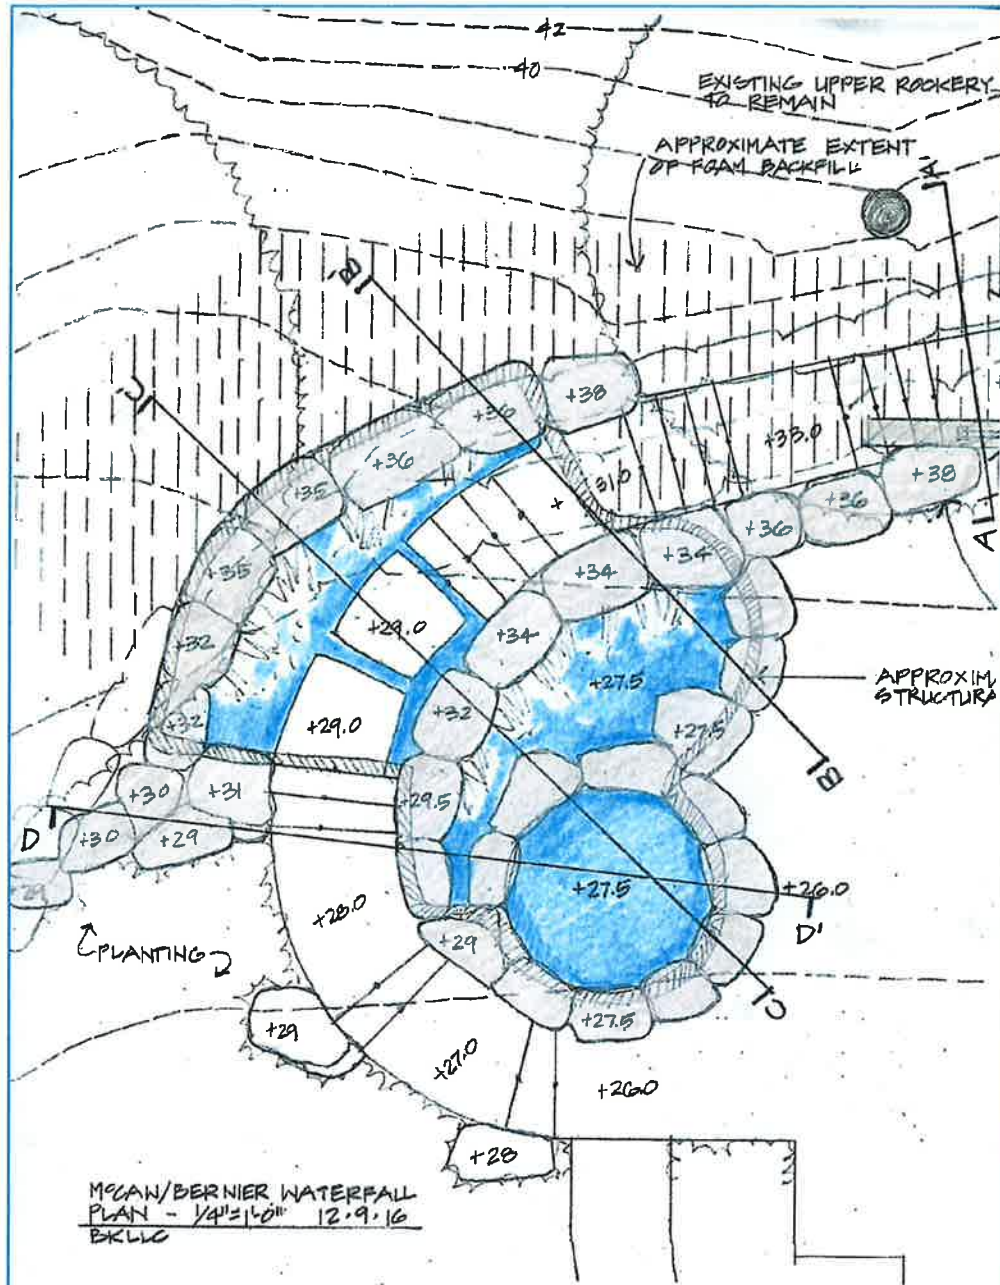 42
40
EXISTING UPPER ROOKERY
TO REMAIN
APPROXIMATE EXTENT
OF FOAM BACKFILL
A'
B'
C'
+38
+36
+36
+33.0
31.0
+38
+36
+36
A
+35
+34
+34
+35
+29.0
+34
+32
+27.5
APPROXIM
STRUCTURA
+32
+32
+29.0
+27.5
B
+30
+31
+29.5
D
+30
+29
+29
+27.5
+26.0
D'
+28.0
PLANTING
+29
C
+29
+27.5
+27.0
+26.0
+28
McCAW/BERNIER WATERFALL
PLAN - 1/4"=1'-0" 12.9.16
BKLLC